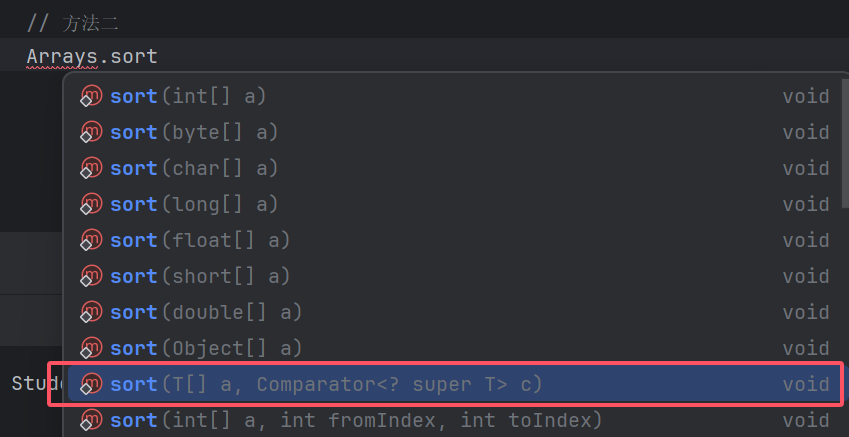 // 方法二
Arrays.sort
sort(int[] a) void
sort(byte[] a) void
sort(char[] a) void
sort(long[] a) void
sort(float[] a) void
sort(short[] a) void
sort(double[] a) void
sort(Object[] a) void
Stud
sort(T[] a, Comparator<? super T> c) void
sort(int[] a, int fromIndex, int toIndex) void